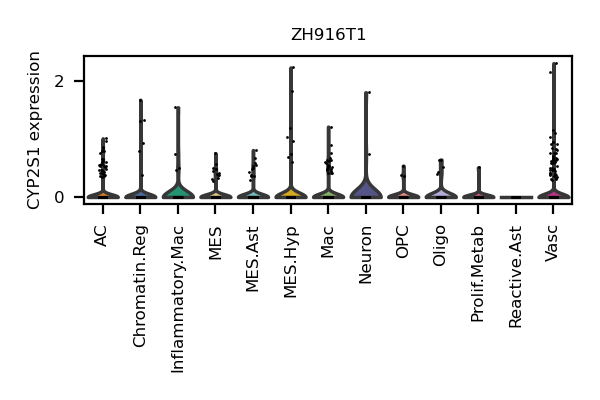 ZH916T1
CYP2S1 expression
2
0
AC
Chromatin.Reg
Inflammatory.Mac
MES
MES.Ast
MES.Hyp
Mac
Neuron
OPC
Oligo
Prolif.Metab
Reactive.Ast
Vasc